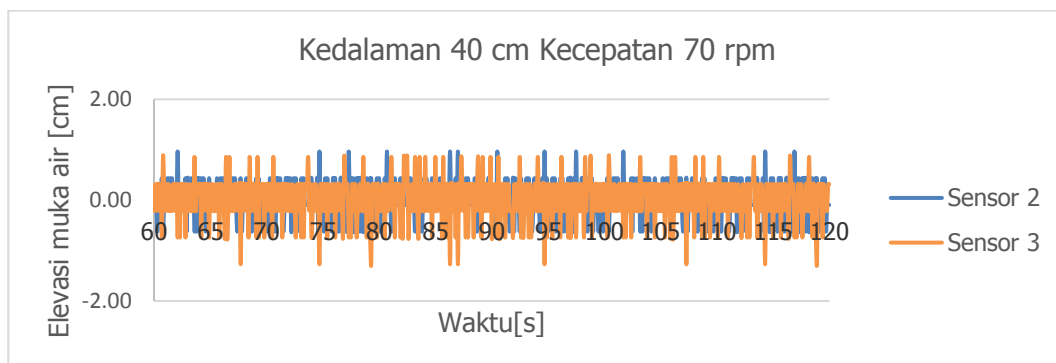 Kedalaman 40 cm Kecepatan 70 rpm
Elevasi muka air [cm]
2.00
0.00
-2.00
60 65 70 75 80 85 90 95 100 105 110 115 120
Waktu[s]
Sensor 2
Sensor 3